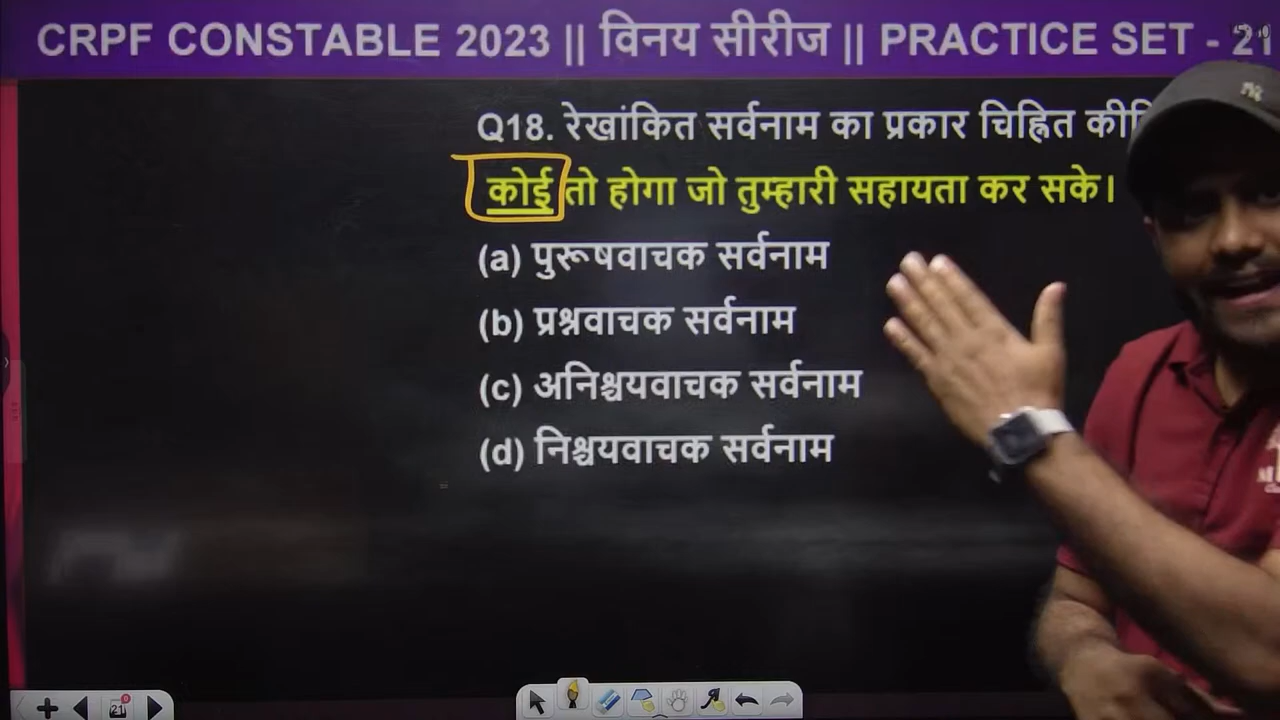 CRPF CONSTABLE 2023 || विनय सीरीज || PRACTICE SET - 21
Q18. रेखांकित सर्वनाम का प्रकार चिह्नित
कोई तो होगा जो तुम्हारी सहायता कर सके।
(a) पुरूषवाचक सर्वनाम
(b) प्रश्नवाचक सर्वनाम
(c) अनिश्चयवाचक सर्वनाम
(d) निश्चयवाचक सर्वनाम
21